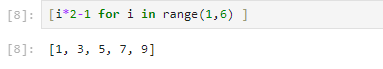 [8]: [i*2-1 for i in range(1,6) ]
[8]: [1, 3, 5, 7, 9]